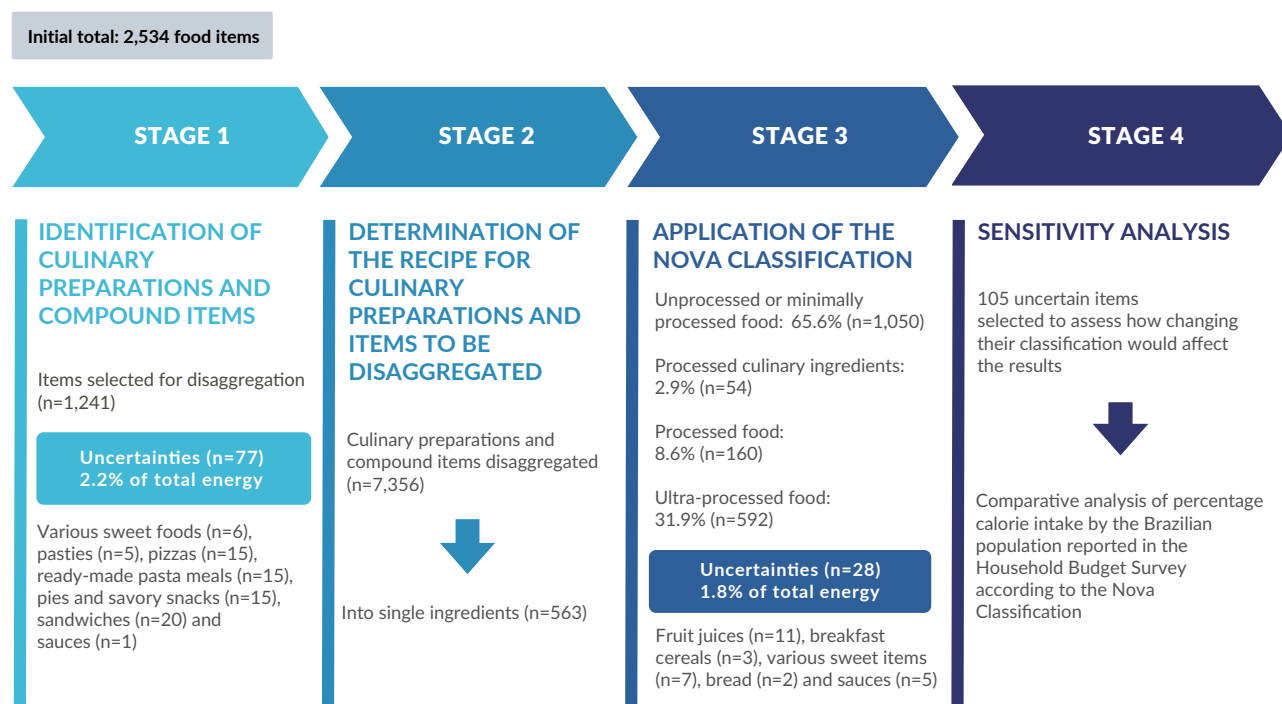 Initial total: 2,534 food items
STAGE 1
STAGE 2
STAGE 3
STAGE 4
IDENTIFICATION OF
CULINARY
PREPARATIONS AND
COMPOUND ITEMS
Items selected for disaggregation
(n=1,241)
Uncertainties (n=77)
2.2% of total energy
Various sweet foods (n=6),
pasties (n=5), pizzas (n=15),
ready-made pasta meals (n=15),
pies and savory snacks (n=15),
sandwiches (n=20) and
sauces (n=1)
DETERMINATION OF
THE RECIPE FOR
CULINARY
PREPARATIONS AND
ITEMS TO BE
DISAGGREGATED
Culinary preparations and
compound items disaggregated
(n=7,356)
Into single ingredients (n=563)
APPLICATION OF THE
NOVA CLASSIFICATION
Unprocessed or minimally
processed food: 65.6% (n=1,050)
Processed culinary ingredients:
2.9% (n=54)
Processed food:
8.6% (n=160)
Ultra-processed food:
31.9% (n=592)
Uncertainties (n=28)
1.8% of total energy
Fruit juices (n=11), breakfast
cereals (n=3), various sweet items
(n=7), bread (n=2) and sauces (n=5)
SENSITIVITY ANALYSIS
105 uncertain items
selected to assess how changing
their classification would affect
the results
Comparative analysis of percentage
calorie intake by the Brazilian
population reported in the
Household Budget Survey
according to the Nova
Classification